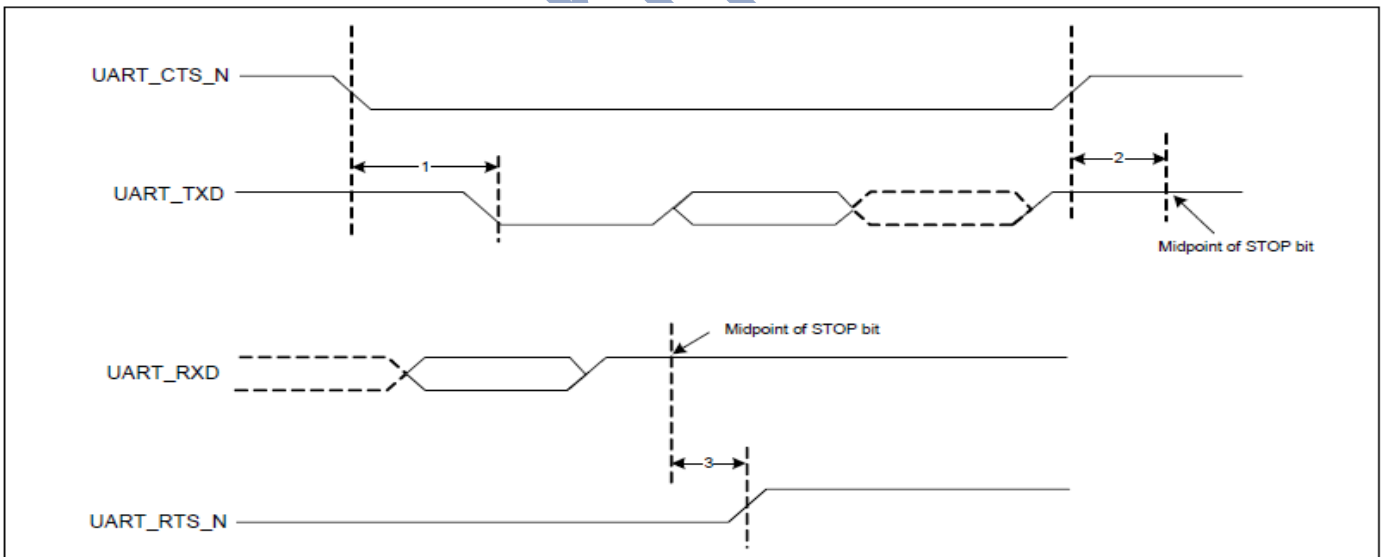 UART_CTS_N
1
2
UART_TXD
Midpoint of STOP bit
Midpoint of STOP bit
UART_RXD
3
UART_RTS_N